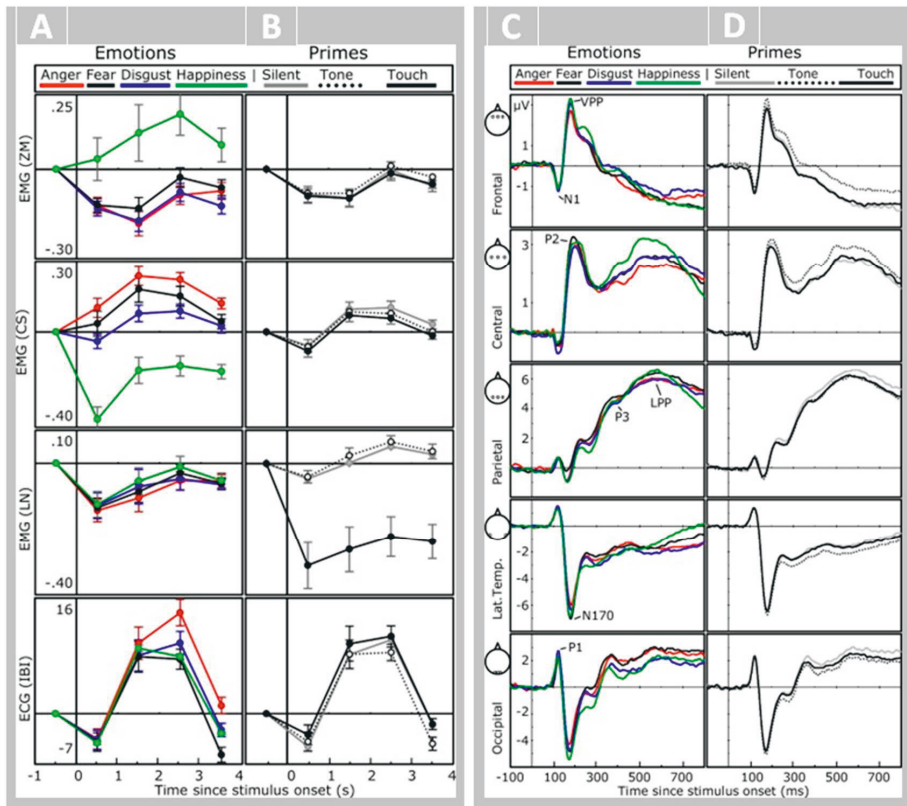 A B
Emotions Primes
Anger Fear Disgust Happiness | Silent Tone Touch
.25
EMG (ZM)
-.30
.30
EMG (CS)
-.40
.10
EMG (LN)
-.40
16
ECG (IBI)
-7
-1 0 1 2 3 4 0 1 2 3 4
Time since stimulus onset (s)
C D
Emotions Primes
Anger Fear Disgust Happiness | Silent Tone Touch
µV
VPP
1
-1
N1
Frontal
P2
3
1
Central
6
4
2
0
P3
LPP
Parietal
-2
-4
-6
N170
Lat.Temp.
P1
2
0
-2
-4
Occipital
-100 100 300 700 100 300 700
Time since stimulus onset (ms)